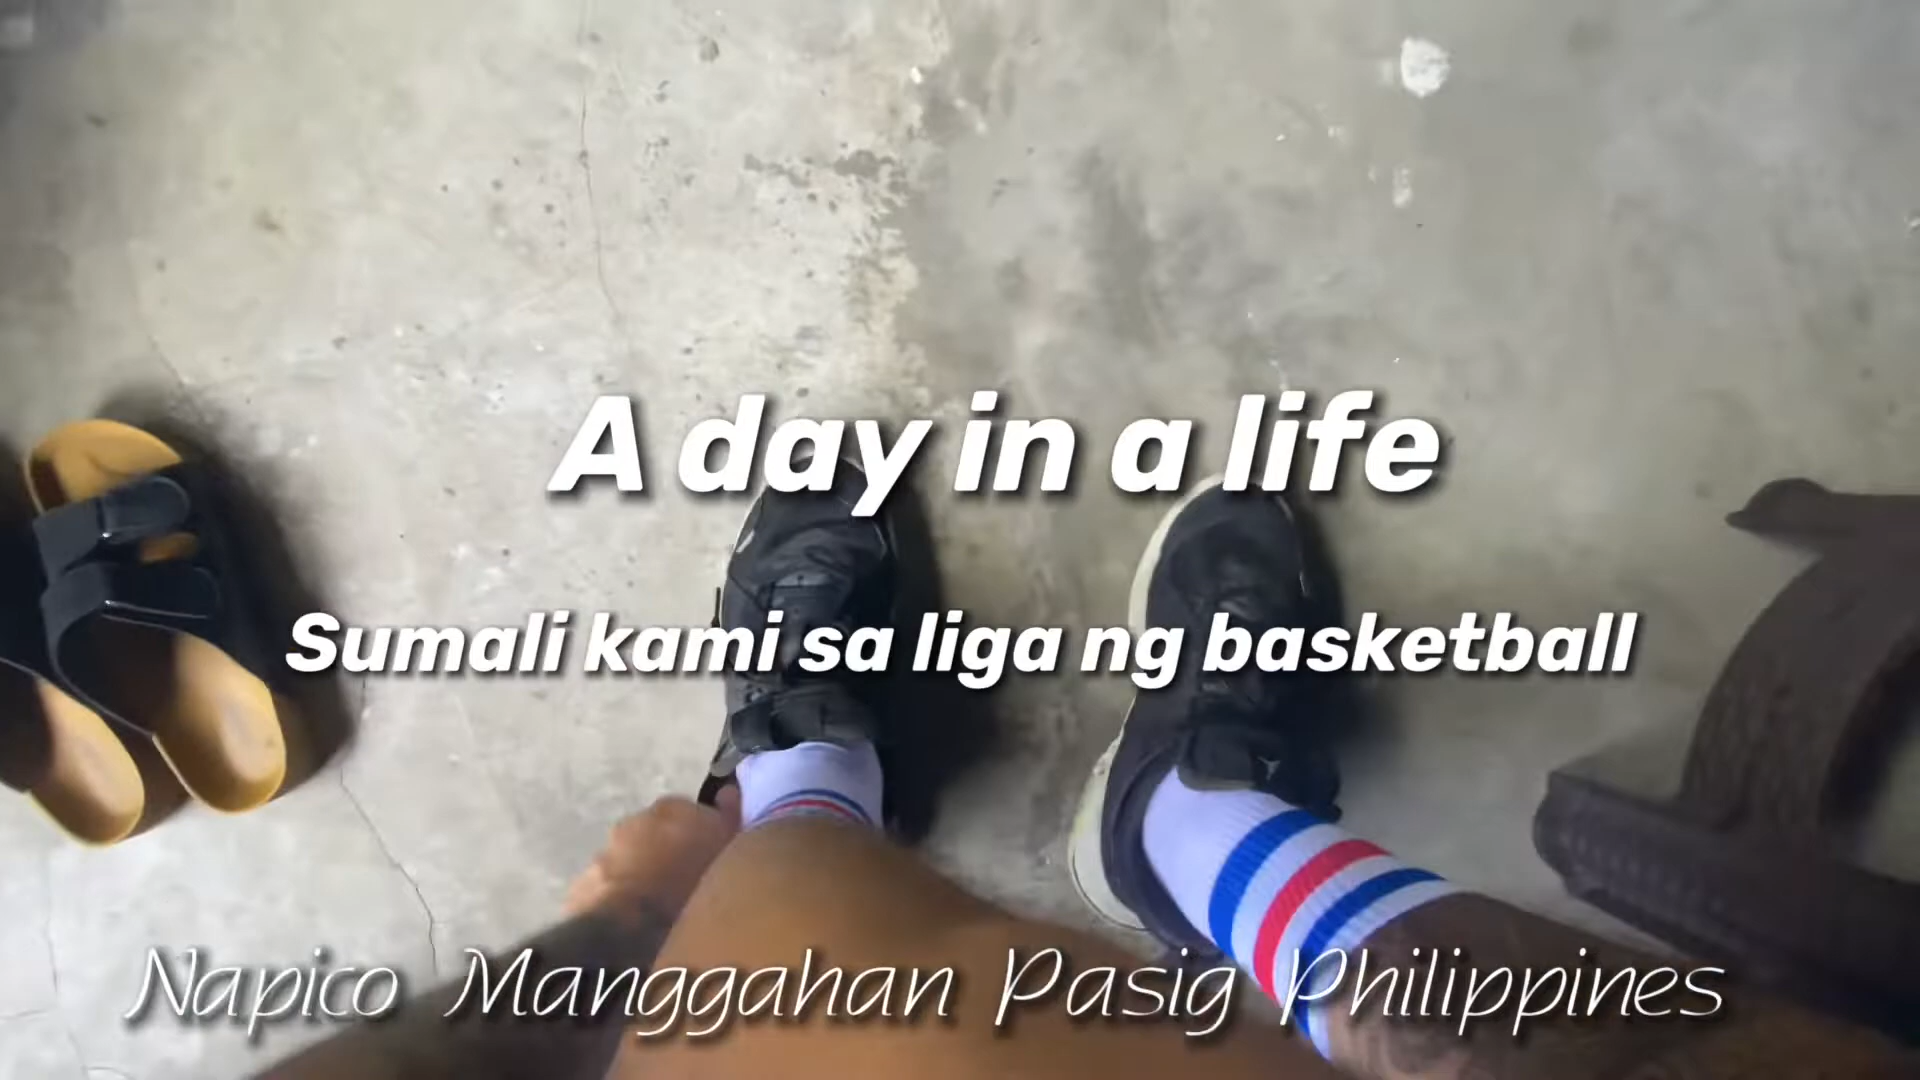 A day in a life
Sumali kami sa liga ng basketball
Napico Manggahan Pasig Philippines